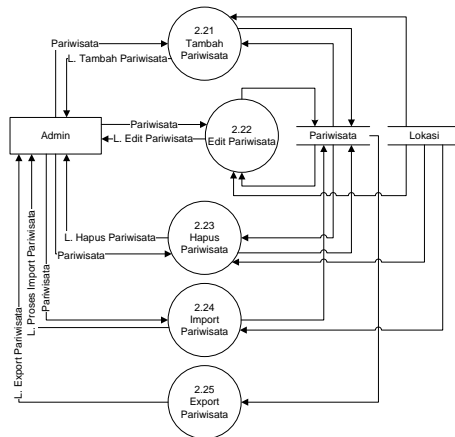 2.21
Tambah
Pariwisata
Pariwisata
L. Tambah Pariwisata
Admin
Pariwisata
L. Edit Pariwisata
2.22
Edit Pariwisata
Pariwisata
Lokasi
2.23
Hapus
Pariwisata
L. Hapus Pariwisata
Pariwisata
L. Export Pariwisata
L. Proses Import Pariwisata
Pariwisata
2.24
Import
Pariwisata
2.25
Export
Pariwisata